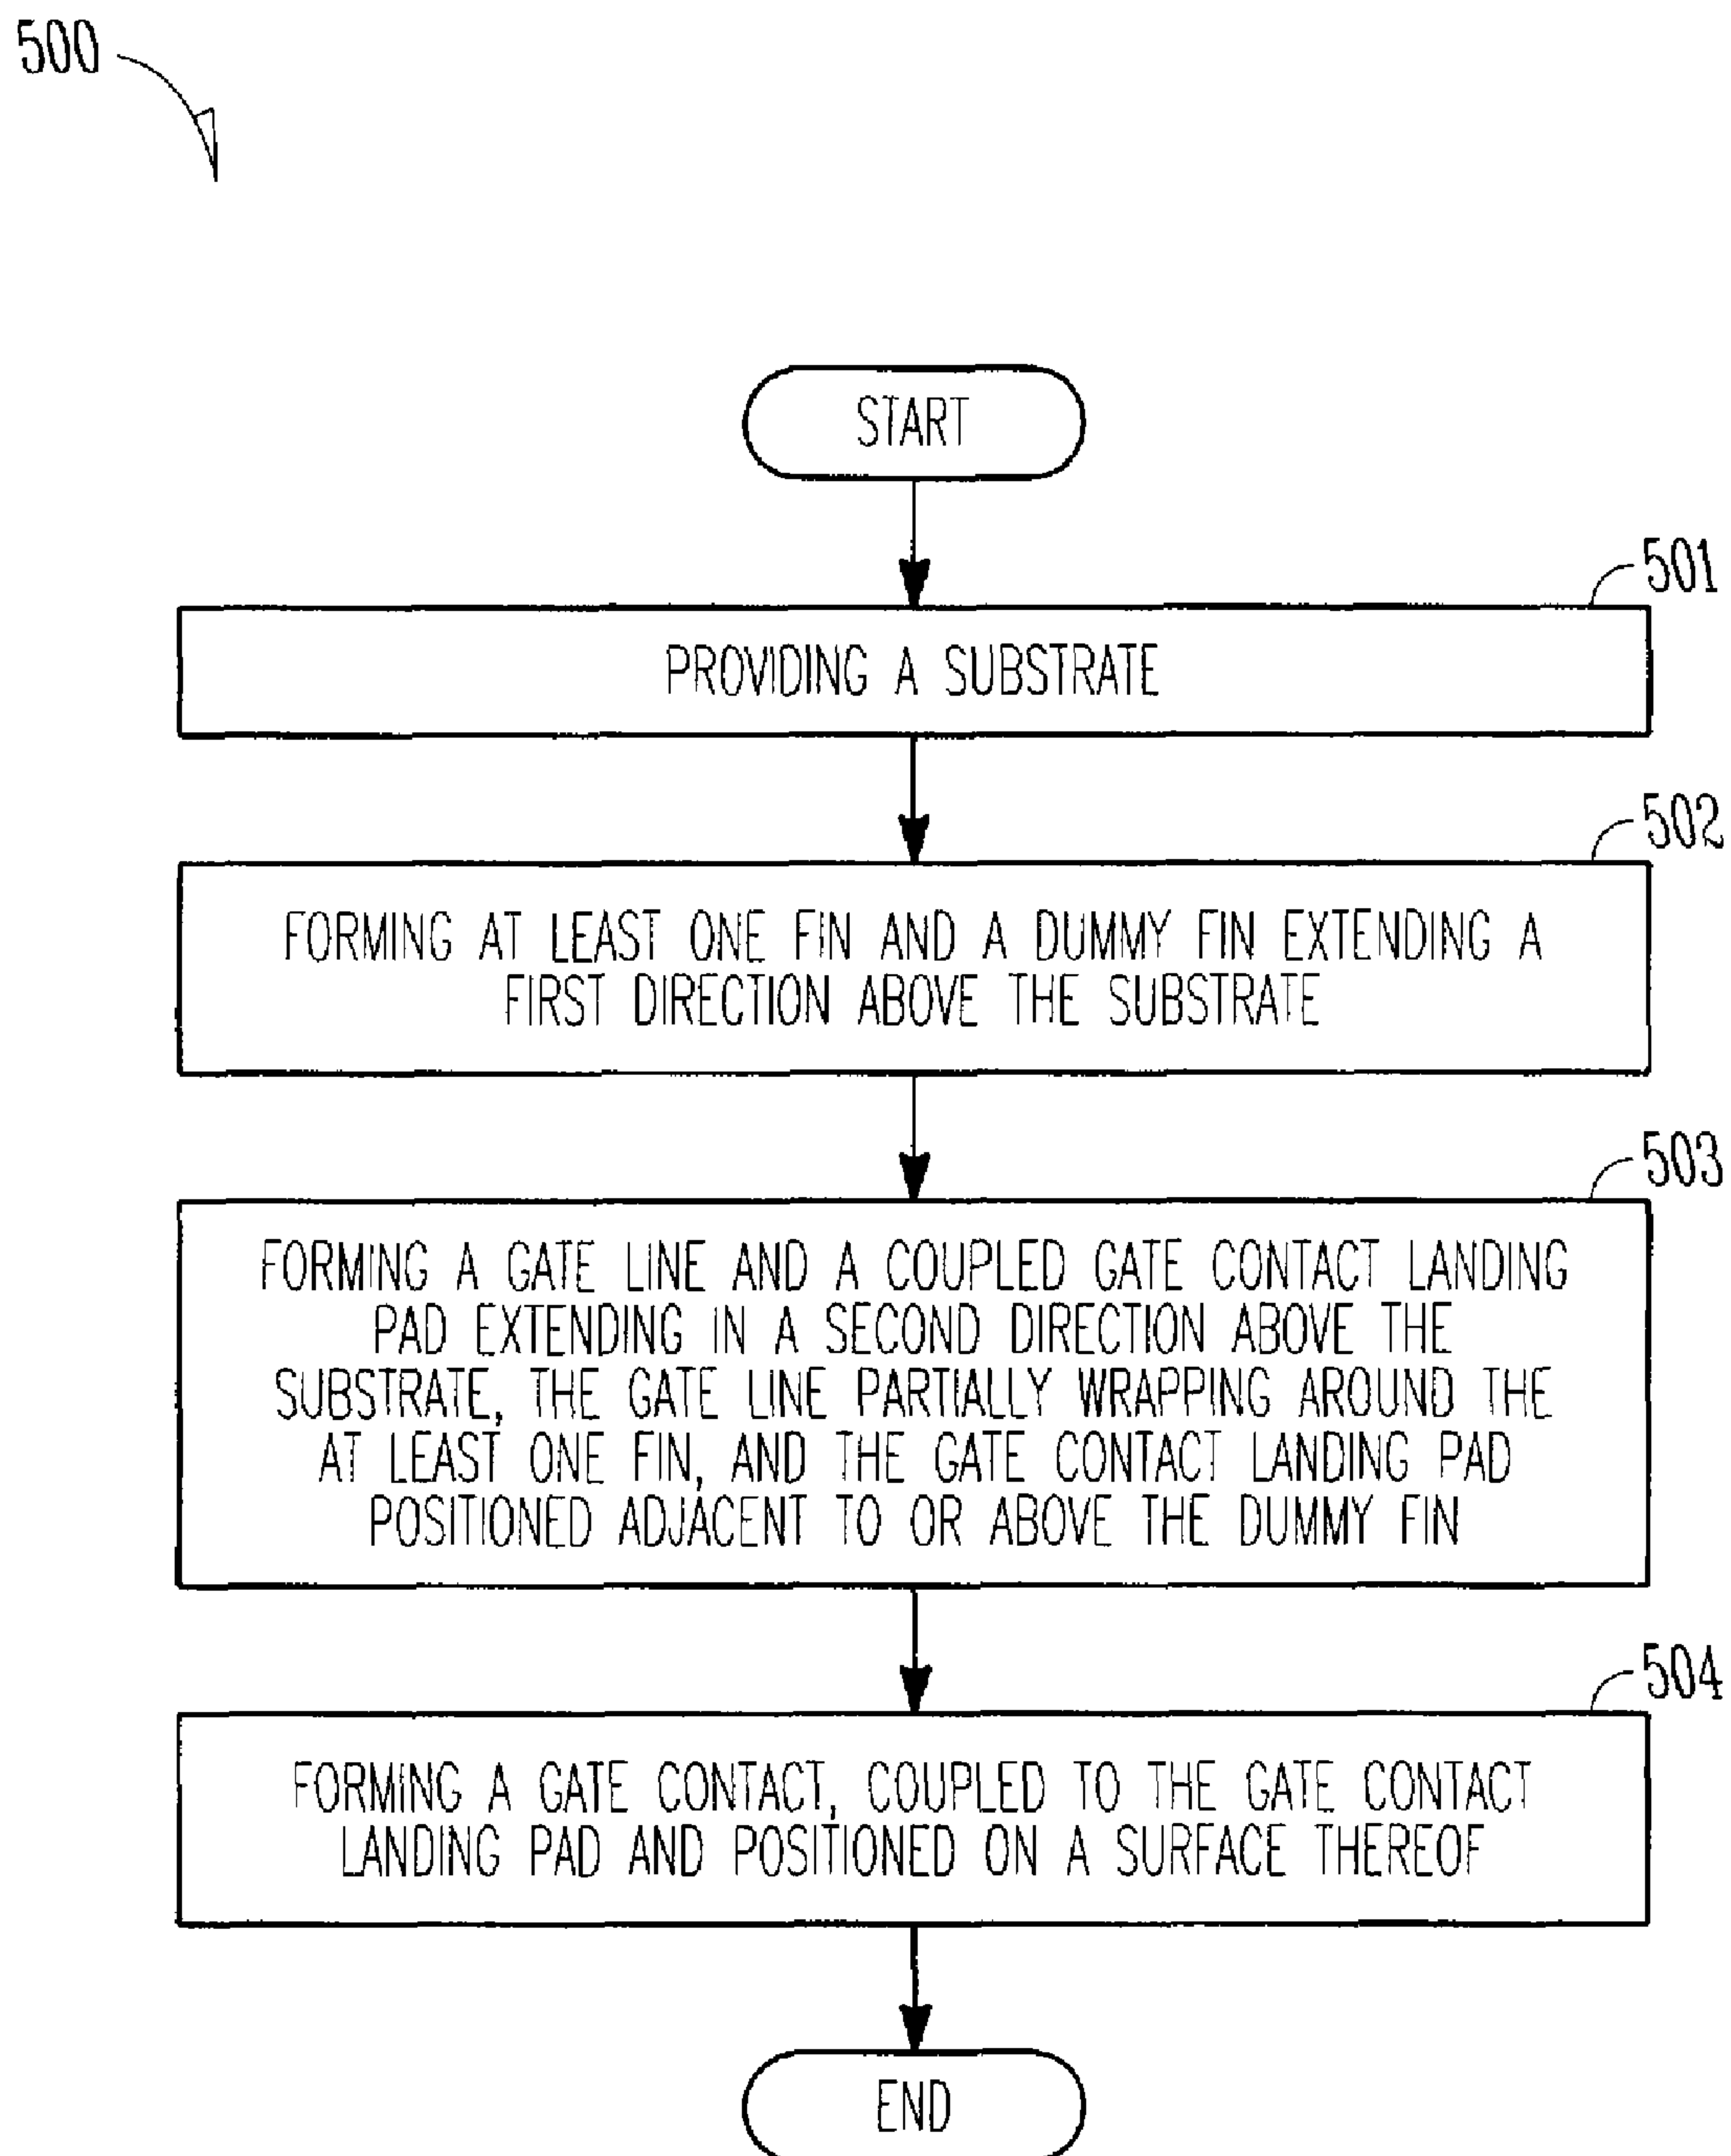 500
START
501
PROVIDING A SUBSTRATE
502
FORMING AT LEAST ONE FIN AND A DUMMY FIN EXTENDING A
FIRST DIRECTION ABOVE THE SUBSTRATE
503
FORMING A GATE LINE AND A COUPLED GATE CONTACT LANDING
PAD EXTENDING IN A SECOND DIRECTION ABOVE THE
SUBSTRATE, THE GATE LINE PARTIALLY WRAPPING AROUND THE
AT LEAST ONE FIN, AND THE GATE CONTACT LANDING PAD
POSITIONED ADJACENT TO OR ABOVE THE DUMMY FIN
504
FORMING A GATE CONTACT, COUPLED TO THE GATE CONTACT
LANDING PAD AND POSITIONED ON A SURFACE THEREOF
END